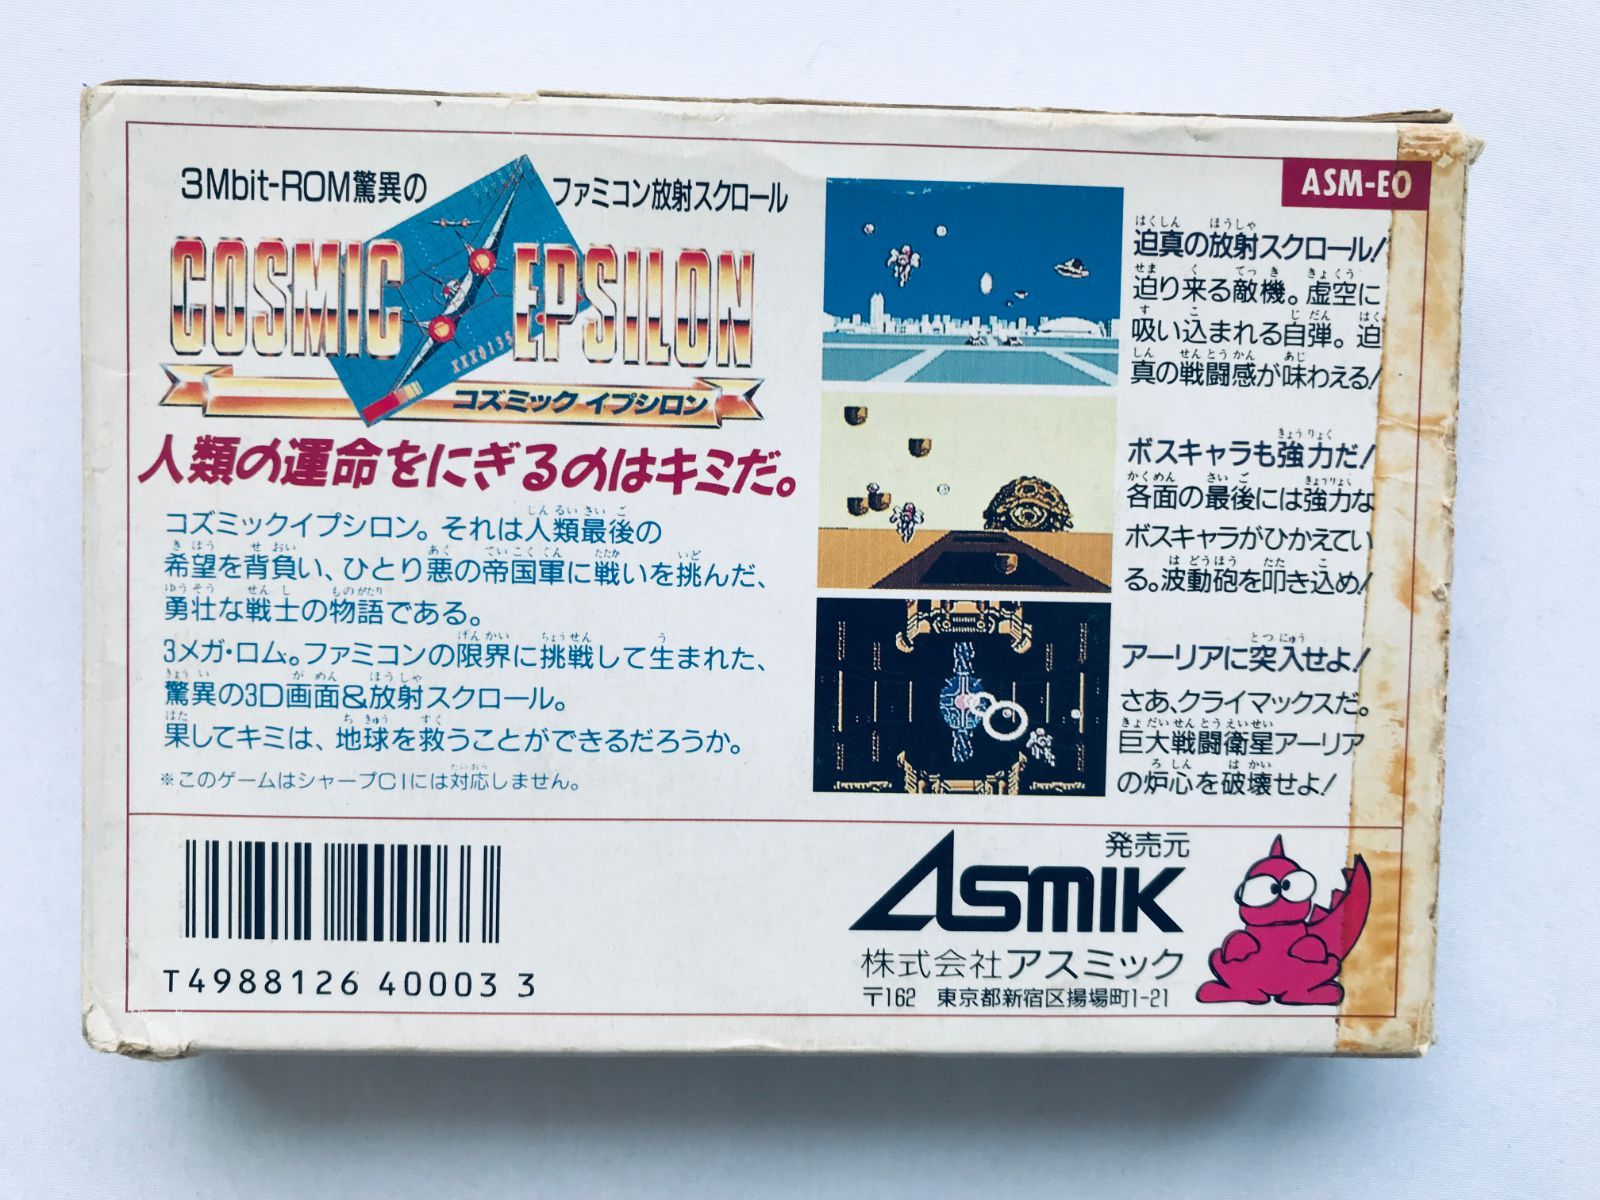 3Mbit-ROM驚異の ファミコン放射スクロール
COSMIC EPSILON
コズミック イプシロン
人類の運命をにぎるのはキミだ。
コズミックイプシロン。それは人類最後の
希望を背負い、ひとり悪の帝国軍に戦いを挑んだ、
勇壮な戦士の物語である。
3メガ・ロム。ファミコンの限界に挑戦して生まれた、
驚異の3D画面&放射スクロール。
果してキミは、地球を救うことができるだろうか。
※このゲームはシャープC1には対応しません。
ASM-EO
迫真の放射スクロール!
迫り来る敵機。虚空に
吸い込まれる自弾。迫
真の戦闘感が味わえる!
ボスキャラも強力だ!
各面の最後には強力な
ボスキャラがひかえてい
る。波動砲を叩き込め!
アーリアに突入せよ!
さあ、クライマックスだ。
巨大戦闘衛星アーリア
の炉心を破壊せよ!
T4988126 40003 3
発売元
ASMIK
株式会社アスミック
〒162 東京都新宿区揚場町1-21